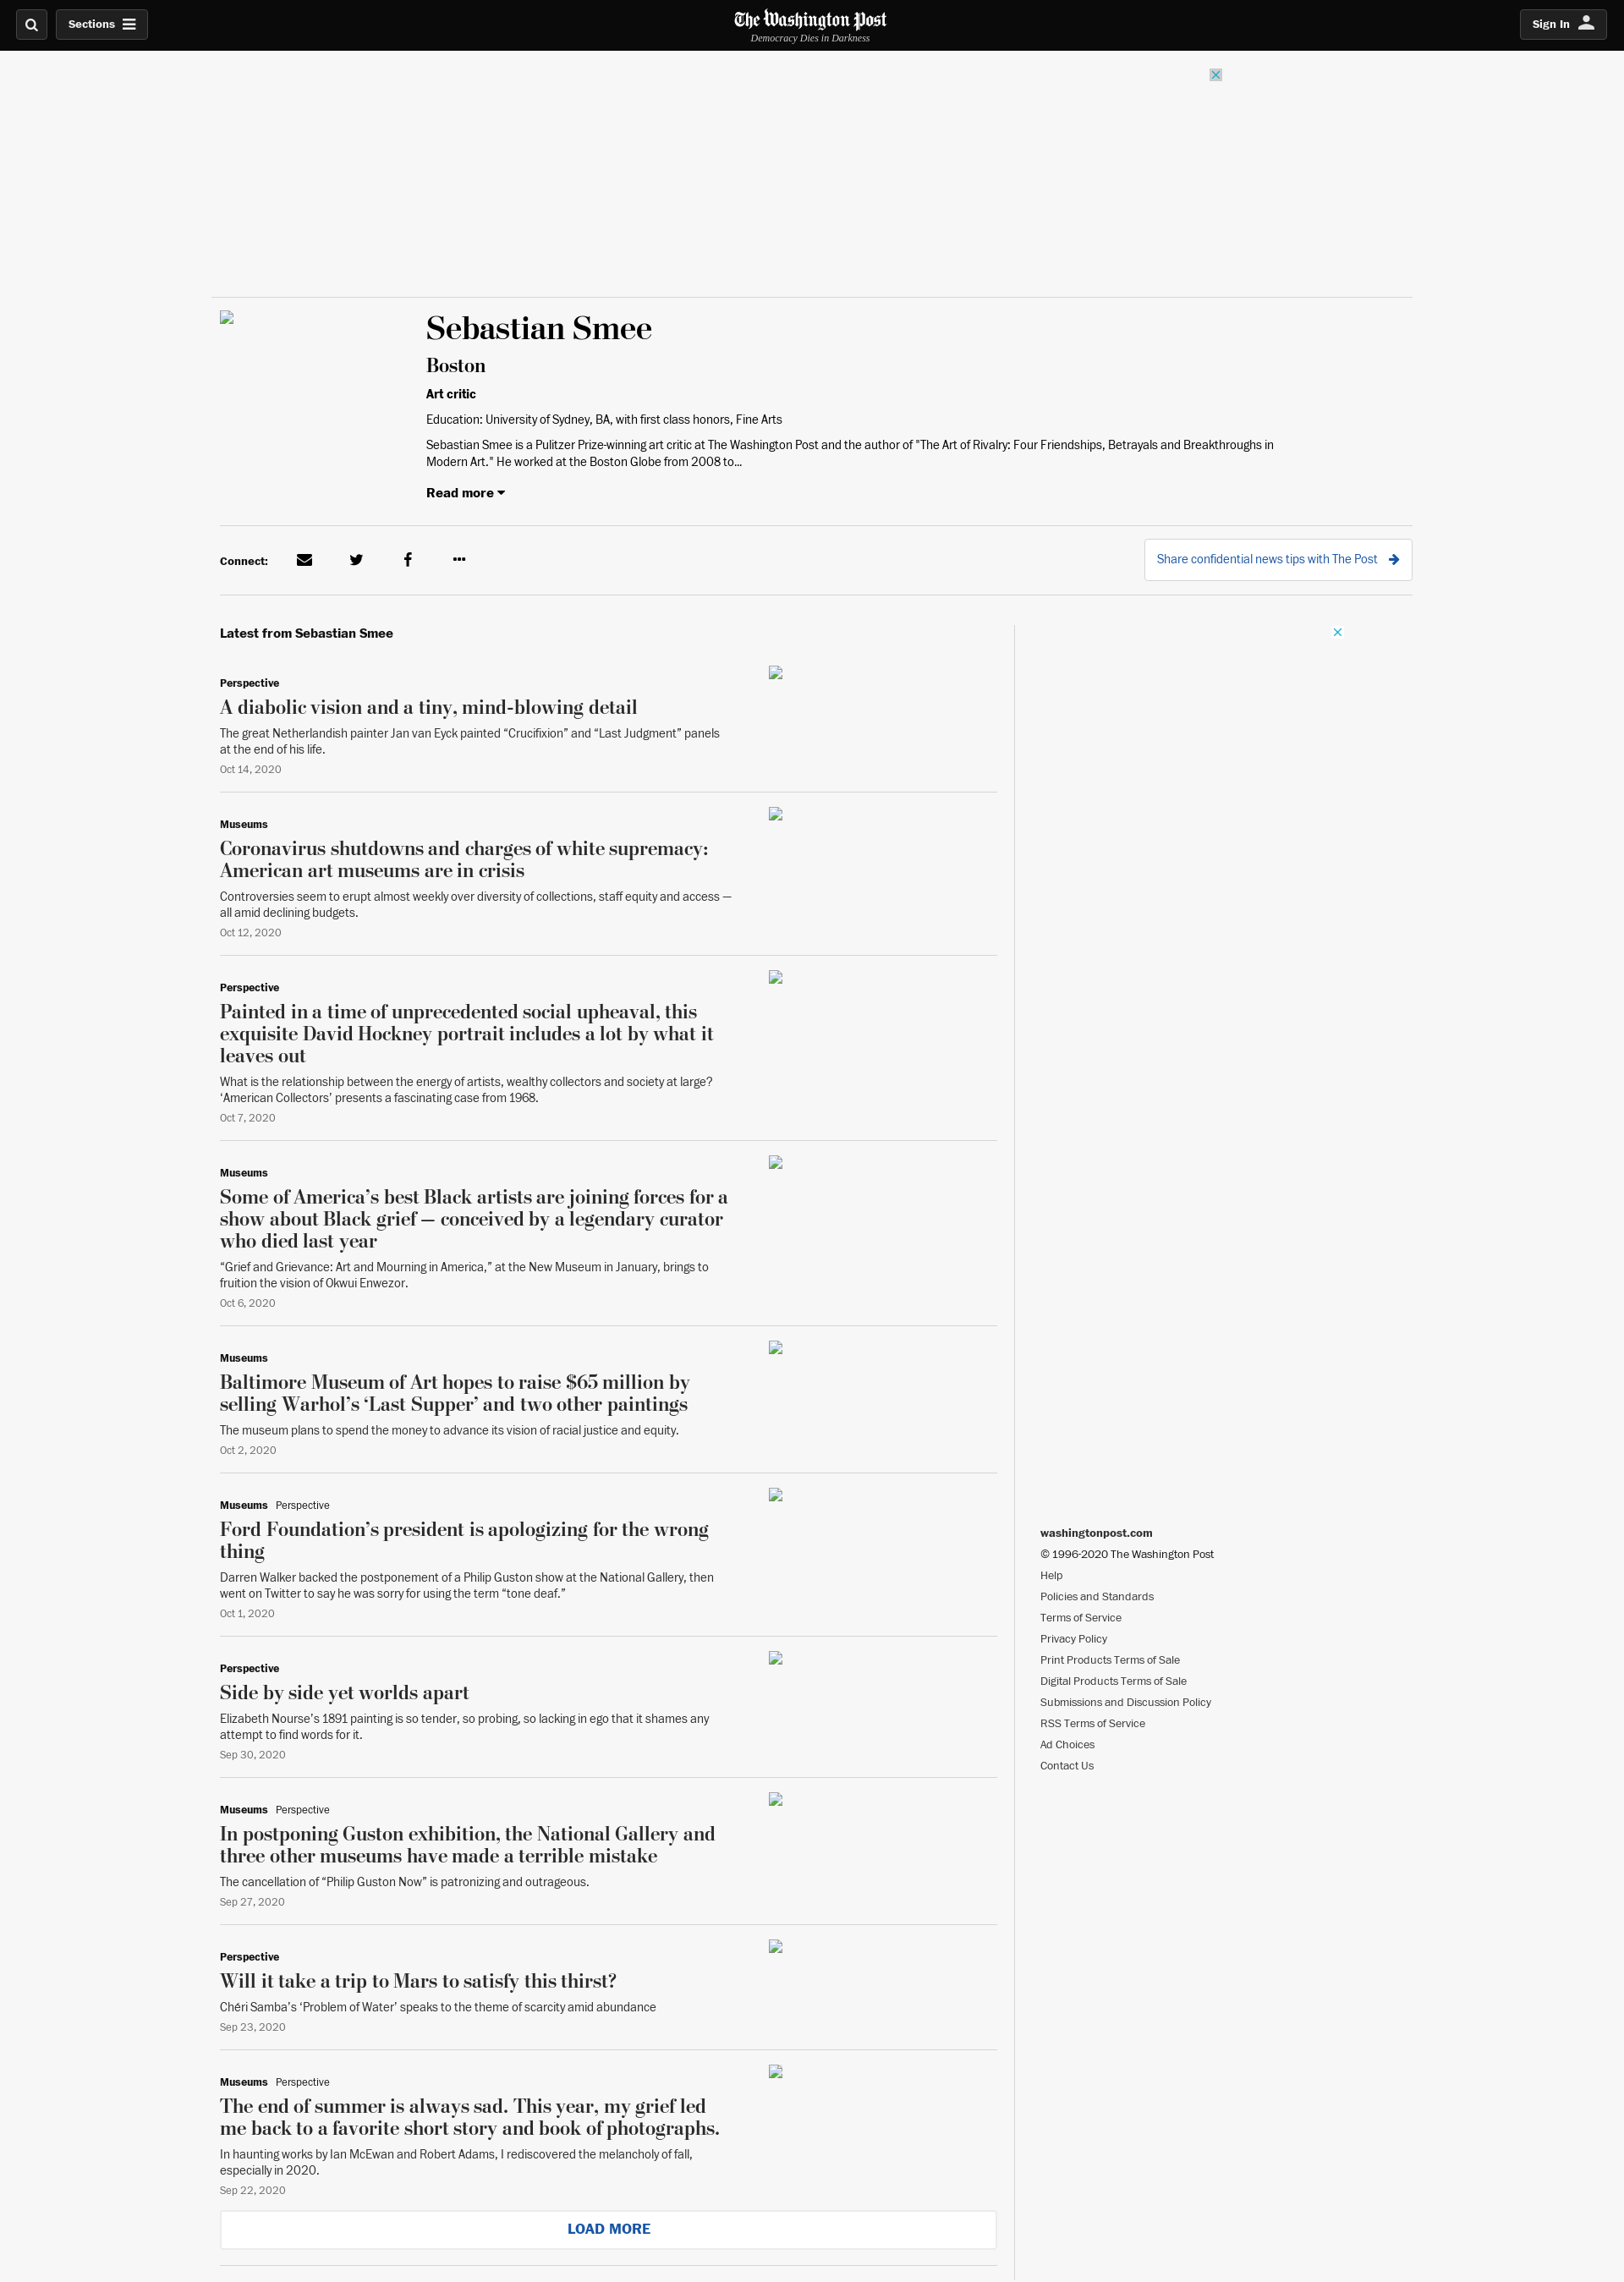 Sections
The Washington Post
Democracy Dies in Darkness
Sign In
Sebastian Smee
Boston
Art critic
Education: University of Sydney, BA, with first class honors, Fine Arts
Sebastian Smee is a Pulitzer Prize-winning art critic at The Washington Post and the author of "The Art of Rivalry: Four Friendships, Betrayals and Breakthroughs in
Modern Art." He worked at the Boston Globe from 2008 to...
Read more
Connect:
Share confidential news tips with The Post
Latest from Sebastian Smee
Perspective
A diabolic vision and a tiny, mind-blowing detail
The great Netherlandish painter Jan van Eyck painted “Crucifixion” and “Last Judgment” panels
at the end of his life.
Oct 14, 2020
Museums
Coronavirus shutdowns and charges of white supremacy:
American art museums are in crisis
Controversies seem to erupt almost weekly over diversity of collections, staff equity and access —
all amid declining budgets.
Oct 12, 2020
Perspective
Painted in a time of unprecedented social upheaval, this
exquisite David Hockney portrait includes a lot by what it
leaves out
What is the relationship between the energy of artists, wealthy collectors and society at large?
‘American Collectors’ presents a fascinating case from 1968.
Oct 7, 2020
Museums
Some of America’s best Black artists are joining forces for a
show about Black grief — conceived by a legendary curator
who died last year
“Grief and Grievance: Art and Mourning in America,” at the New Museum in January, brings to
fruition the vision of Okwui Enwezor.
Oct 6, 2020
Museums
Baltimore Museum of Art hopes to raise $65 million by
selling Warhol’s ‘Last Supper’ and two other paintings
The museum plans to spend the money to advance its vision of racial justice and equity.
Oct 2, 2020
Museums Perspective
Ford Foundation’s president is apologizing for the wrong
thing
Darren Walker backed the postponement of a Philip Guston show at the National Gallery, then
went on Twitter to say he was sorry for using the term “tone deaf.”
Oct 1, 2020
Perspective
Side by side yet worlds apart
Elizabeth Nourse’s 1891 painting is so tender, so probing, so lacking in ego that it shames any
attempt to find words for it.
Sep 30, 2020
Museums Perspective
In postponing Guston exhibition, the National Gallery and
three other museums have made a terrible mistake
The cancellation of “Philip Guston Now” is patronizing and outrageous.
Sep 27, 2020
Perspective
Will it take a trip to Mars to satisfy this thirst?
Chéri Samba’s ‘Problem of Water’ speaks to the theme of scarcity amid abundance
Sep 23, 2020
Museums Perspective
The end of summer is always sad. This year, my grief led
me back to a favorite short story and book of photographs.
In haunting works by Ian McEwan and Robert Adams, I rediscovered the melancholy of fall,
especially in 2020.
Sep 22, 2020
LOAD MORE
washingtonpost.com
© 1996-2020 The Washington Post
Help
Policies and Standards
Terms of Service
Privacy Policy
Print Products Terms of Sale
Digital Products Terms of Sale
Submissions and Discussion Policy
RSS Terms of Service
Ad Choices
Contact Us